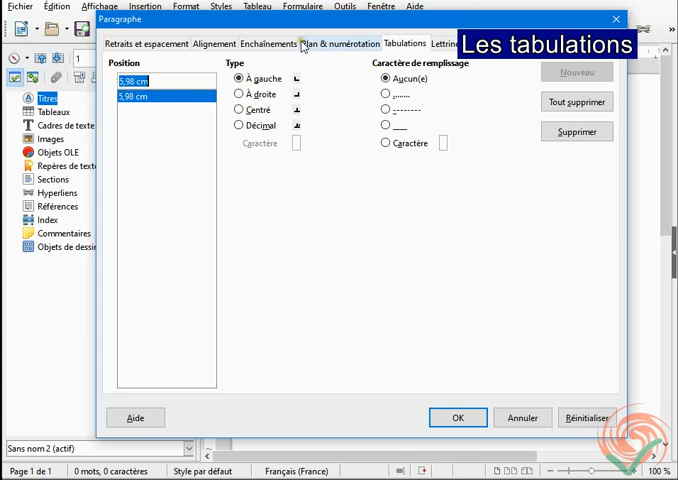 Fichier Édition Affichage Insertion Format Styles Tableau Formulaire Outils Fenêtre Aide
Paragraphe
Retraits et espacement Alignement Enchaînements Plan & numérotation Tabulations
Les tabulations
1
Titres
Tableaux
Cadres de texte
Images
Objets OLE
Repères de texte
Sections
Hyperliens
Références
Index
Commentaires
Objets de dessin
Position
5,98 cm
5,98 cm
Type
À gauche
À droite
Centré
Décimal
Caractère
Caractère de remplissage
Aucun(e)
........
--------
___
Caractère
Nouveau
Tout supprimer
Supprimer
Aide
OK
Annuler
Réinitialiser
Sans nom 2 (actif)
Page 1 de 1 0 mots, 0 caractères Style par défaut Français (France) 100 %